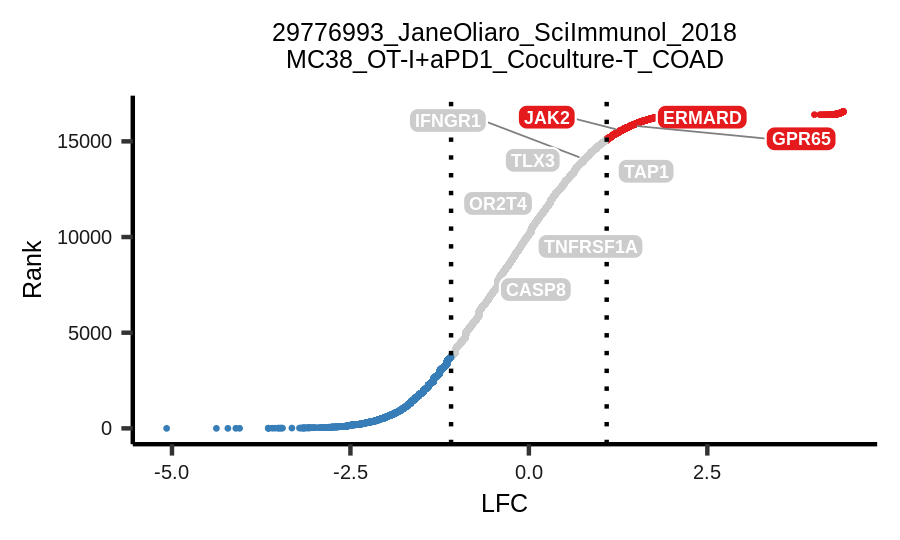 29776993_JaneOliaro_SciImmunol_2018
MC38_OT-I+aPD1_Coculture-T_COAD
IFNGR1
JAK2
ERMARD
GPR65
TLX3
TAP1
OR2T4
TNFRSF1A
CASP8
Rank
15000
10000
5000
0
-5.0
-2.5
0.0
2.5
LFC